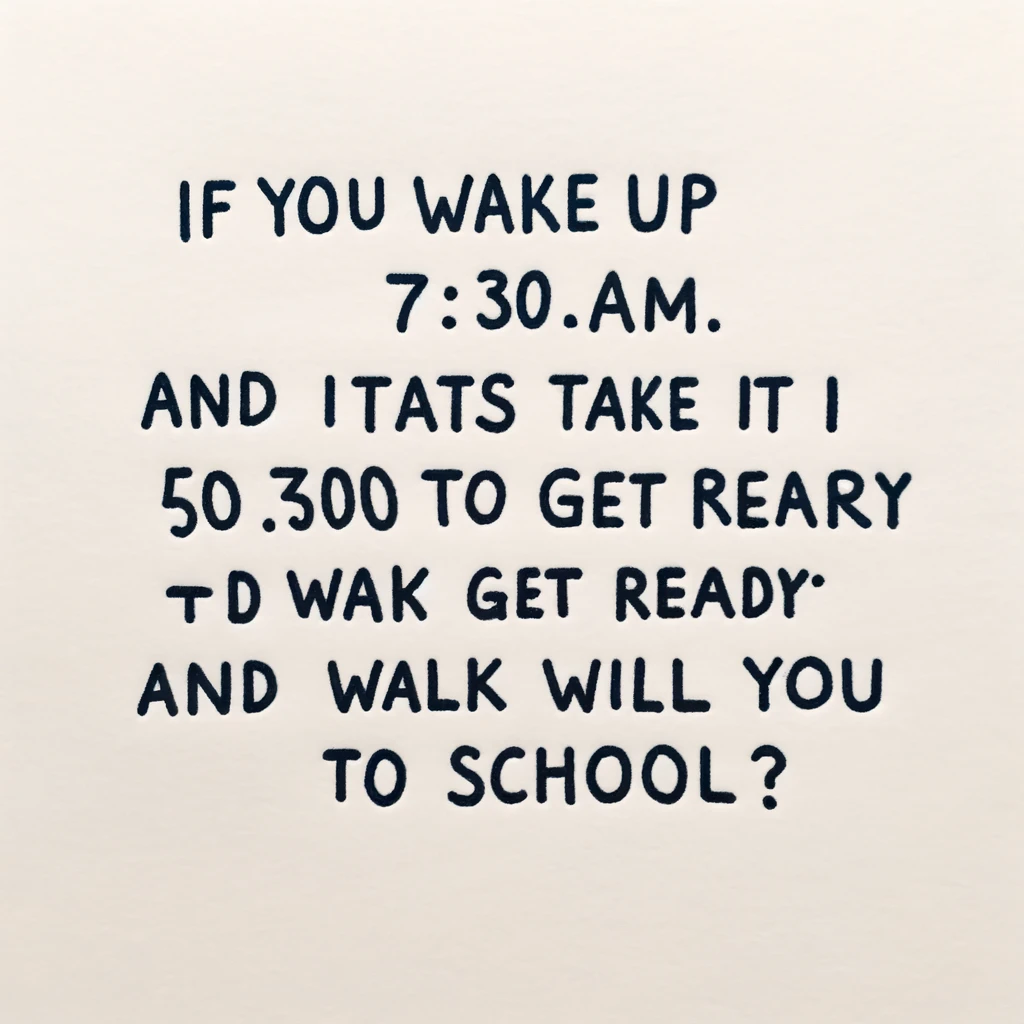 IF YOU WAKE UP
7:30.AM.
AND ITATS TAKE IT I
50.300 TO GET REARY
TD WAK GET READY·
AND WALK WILL YOU
TO SCHOOL?